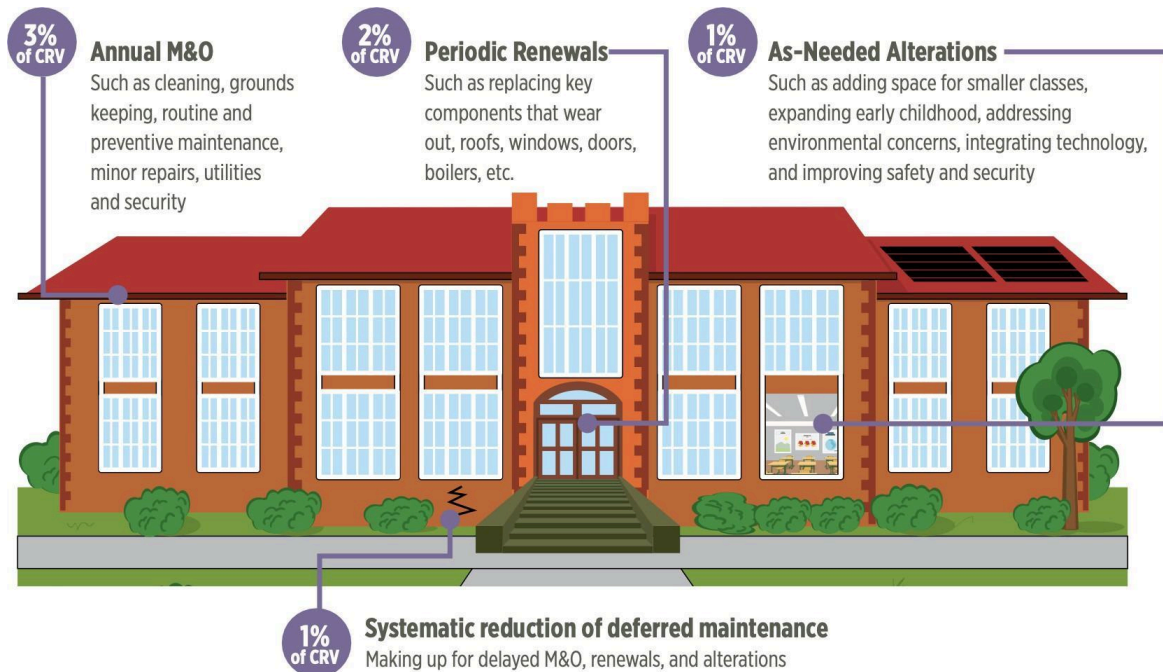 3%
of CRV
Annual M&O
Such as cleaning, grounds
keeping, routine and
preventive maintenance,
minor repairs, utilities
and security
2%
of CRV
Periodic Renewals
Such as replacing key
components that wear
out, roofs, windows, doors,
boilers, etc.
1%
of CRV
As-Needed Alterations
Such as adding space for smaller classes,
expanding early childhood, addressing
environmental concerns, integrating technology,
and improving safety and security
1%
of CRV
Systematic reduction of deferred maintenance
Making up for delayed M&O, renewals, and alterations